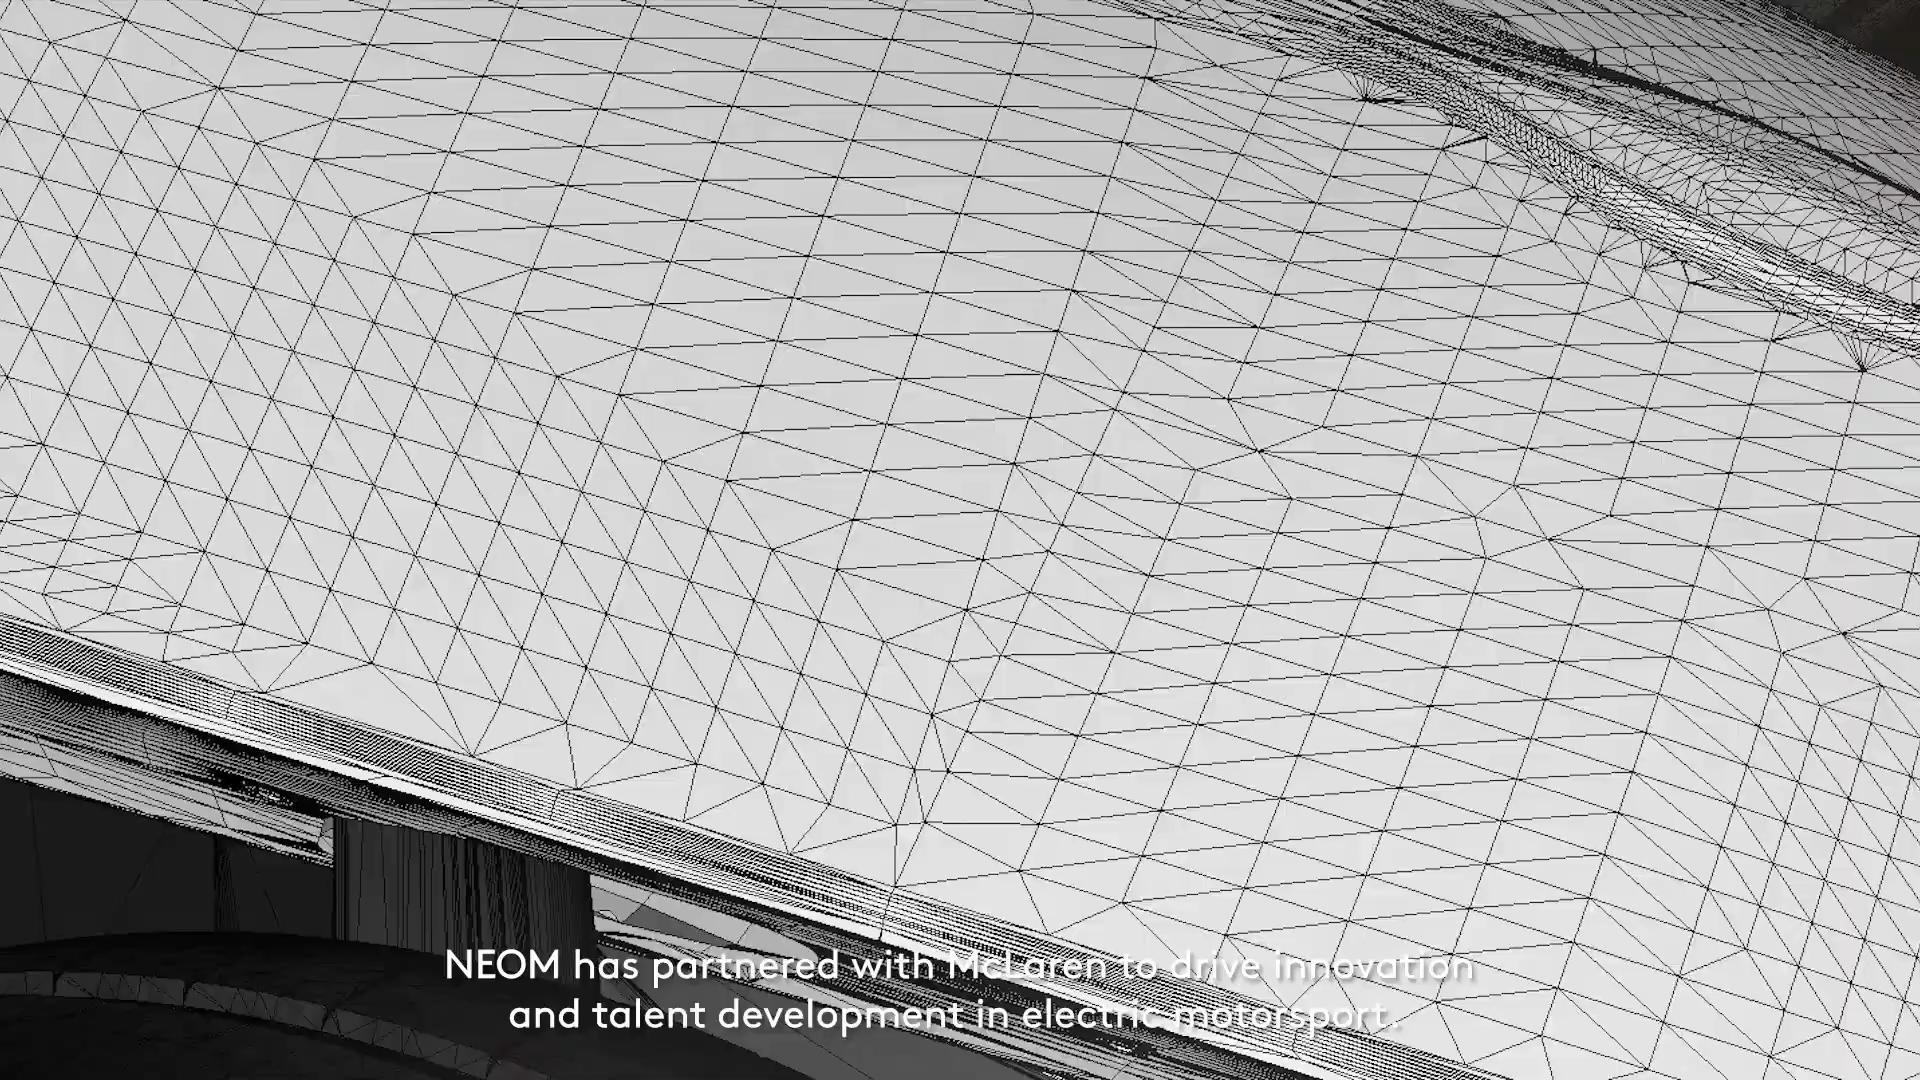 NEOM has partnered with McLaren to drive innovation
and talent development in electric motorsport.